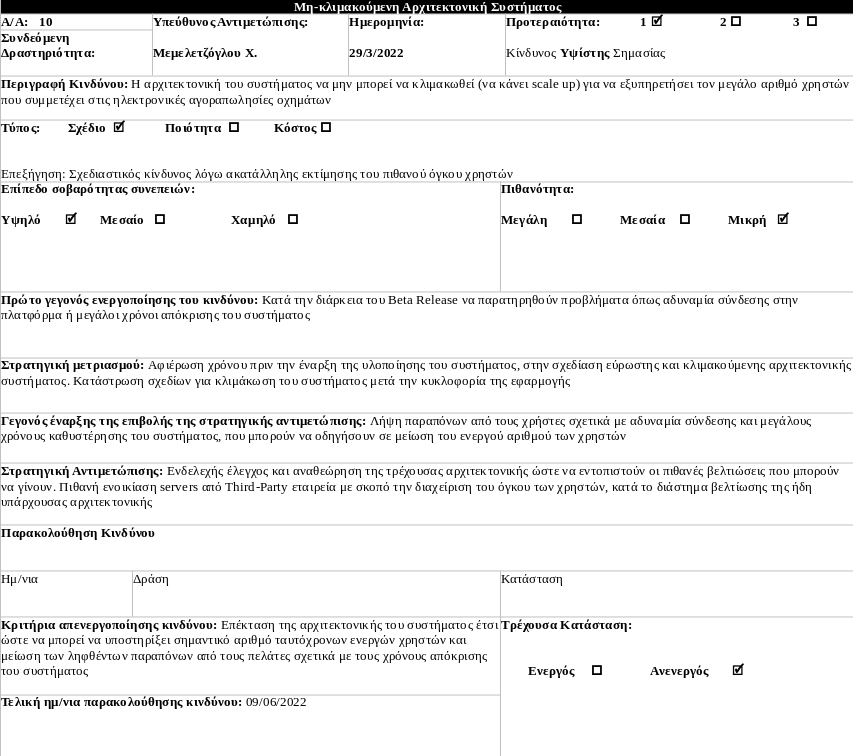 Μη-κλιμακούμενη Αρχιτεκτονική Συστήματος
Α/Α: 10
Υπεύθυνος Αντιμετώπισης:
Ημερομηνία:
Προτεραιότητα: 1 ☑ 2 ☐ 3 ☐
Συνδεόμενη
Δραστηριότητα:
Μεμελετζόγλου Χ.
29/3/2022
Κίνδυνος Υψίστης Σημασίας
Περιγραφή Κινδύνου: Η αρχιτεκτονική του συστήματος να μην μπορεί να κλιμακωθεί (να κάνει scale up) για να εξυπηρετήσει τον μεγάλο αριθμό χρηστών
που συμμετέχει στις ηλεκτρονικές αγοραπωλησίες οχημάτων
Τύπος: Σχέδιο ☑ Ποιότητα ☐ Κόστος ☐
Επεξήγηση: Σχεδιαστικός κίνδυνος λόγω ακατάλληλης εκτίμησης του πιθανού όγκου χρηστών
Επίπεδο σοβαρότητας συνεπειών:
Υψηλό ☑ Μεσαίο ☐ Χαμηλό ☐
Πιθανότητα:
Μεγάλη ☐ Μεσαία ☐ Μικρή ☑
Πρώτο γεγονός ενεργοποίησης του κινδύνου: Κατά την διάρκεια του Beta Release να παρατηρηθούν προβλήματα όπως αδυναμία σύνδεσης στην
πλατφόρμα ή μεγάλοι χρόνοι απόκρισης του συστήματος
Στρατηγική μετριασμού: Αφιέρωση χρόνου πριν την έναρξη της υλοποίησης του συστήματος, στην σχεδίαση εύρωστης και κλιμακούμενης αρχιτεκτονικής
συστήματος. Κατάστρωση σχεδίων για κλιμάκωση του συστήματος μετά την κυκλοφορία της εφαρμογής
Γεγονός έναρξης της επιβολής της στρατηγικής αντιμετώπισης: Λήψη παραπόνων από τους χρήστες σχετικά με αδυναμία σύνδεσης και μεγάλους
χρόνους καθυστέρησης του συστήματος, που μπορούν να οδηγήσουν σε μείωση του ενεργού αριθμού των χρηστών
Στρατηγική Αντιμετώπισης: Ενδελεχής έλεγχος και αναθεώρηση της τρέχουσας αρχιτεκτονικής ώστε να εντοπιστούν οι πιθανές βελτιώσεις που μπορούν
να γίνουν. Πιθανή ενοικίαση servers από Third-Party εταιρεία με σκοπό την διαχείριση του όγκου των χρηστών, κατά το διάστημα βελτίωσης της ήδη
υπάρχουσας αρχιτεκτονικής
Παρακολούθηση Κινδύνου
Ημ/νια
Δράση
Κατάσταση
Κριτήρια απενεργοποίησης κινδύνου: Επέκταση της αρχιτεκτονικής του συστήματος έτσι
ώστε να μπορεί να υποστηρίξει σημαντικό αριθμό ταυτόχρονων ενεργών χρηστών και
μείωση των ληφθέντων παραπόνων από τους πελάτες σχετικά με τους χρόνους απόκρισης
του συστήματος
Τρέχουσα Κατάσταση:
Ενεργός ☐ Ανενεργός ☑
Τελική ημ/νια παρακολούθησης κινδύνου: 09/06/2022